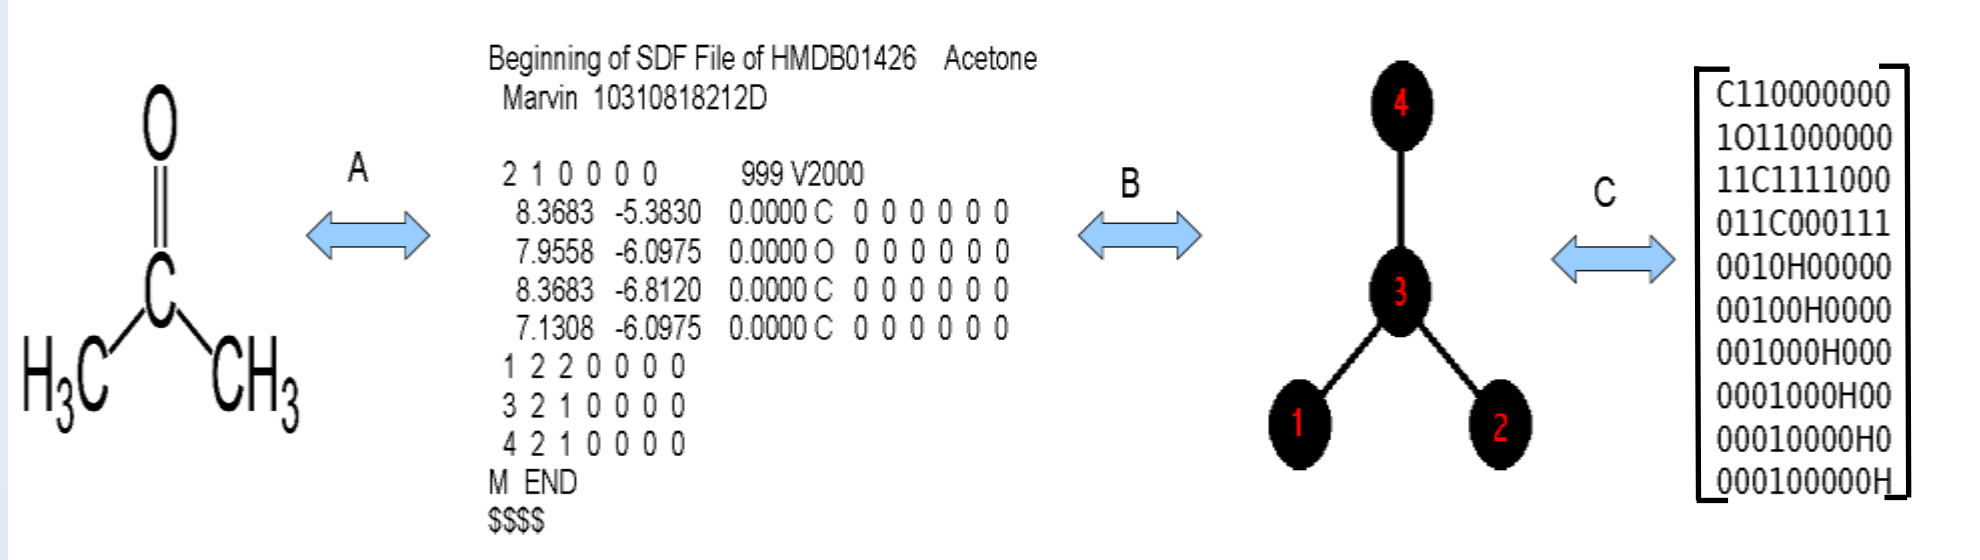 O
C
H3C
CH3
A
Beginning of SDF File of HMDB01426 Acetone
Marvin 10310818212D
2 1 0 0 0 0 999 V2000
8.3683 -5.3830 0.0000 C 0 0 0 0 0 0
7.9558 -6.0975 0.0000 O 0 0 0 0 0 0
8.3683 -6.8120 0.0000 C 0 0 0 0 0 0
7.1308 -6.0975 0.0000 C 0 0 0 0 0 0
1 2 2 0 0 0 0
3 2 1 0 0 0 0
4 2 1 0 0 0 0
M END
$$$$
B
4
3
1
2
C
C110000000
1O11000000
11C1111000
011C000111
0010H00000
00100H0000
001000H000
0001000H00
00010000H0
000100000H